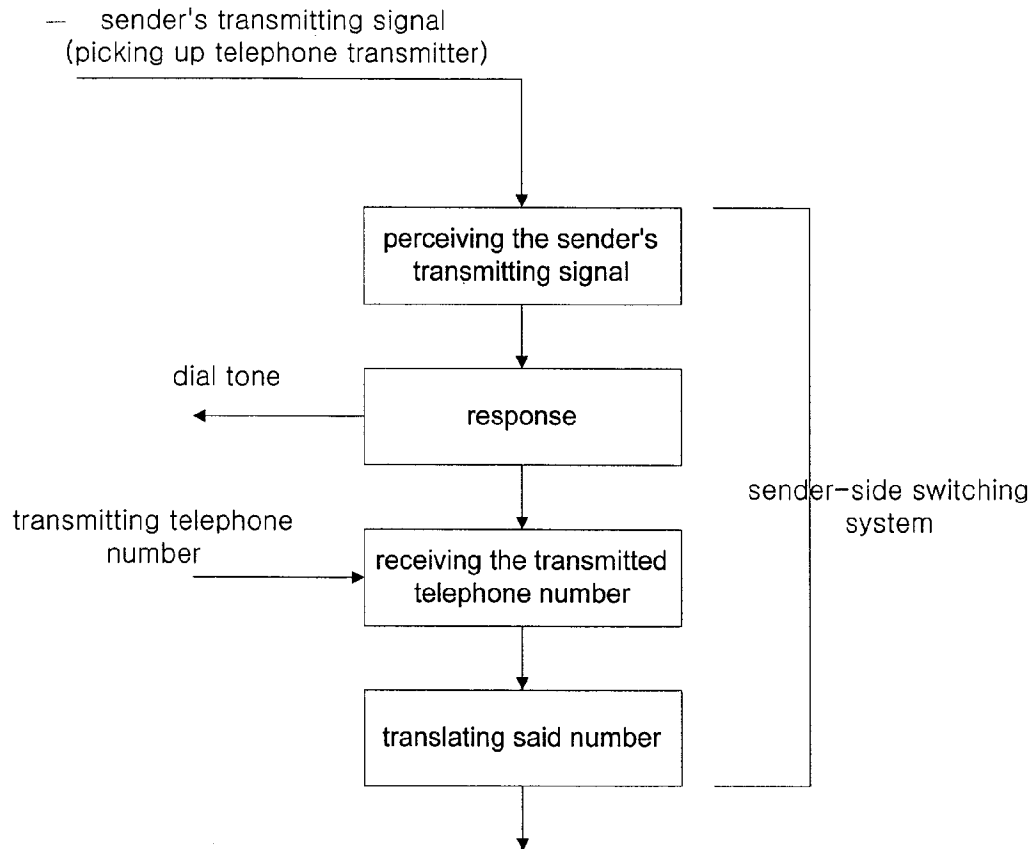 sender's transmitting signal
(picking up telephone transmitter)
perceiving the sender's
transmitting signal
dial tone
response
sender-side switching
system
transmitting telephone
number
receiving the transmitted
telephone number
translating said number